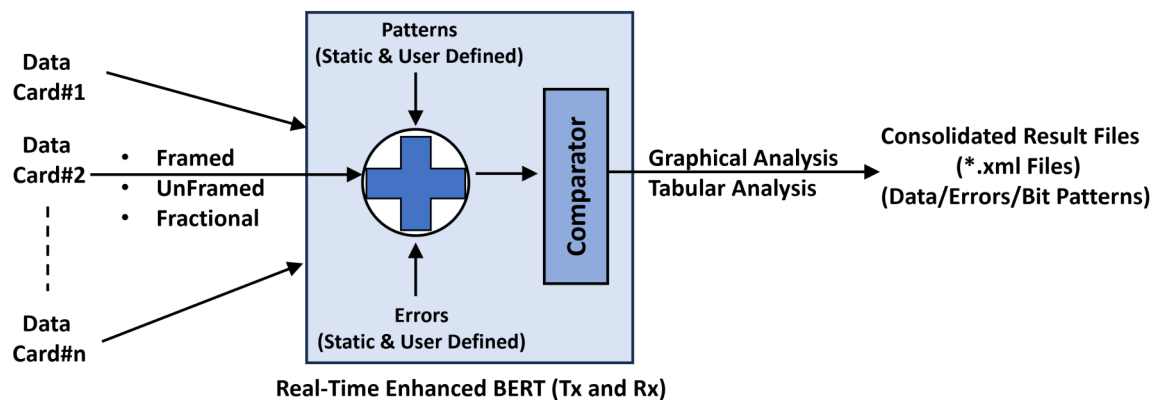 Data
Card#1
Data
Card#2
Data
Card#n
• Framed
• UnFramed
• Fractional
Patterns
(Static & User Defined)
Errors
(Static & User Defined)
Comparator
Real-Time Enhanced BERT (Tx and Rx)
Graphical Analysis
Tabular Analysis
Consolidated Result Files
(*.xml Files)
(Data/Errors/Bit Patterns)